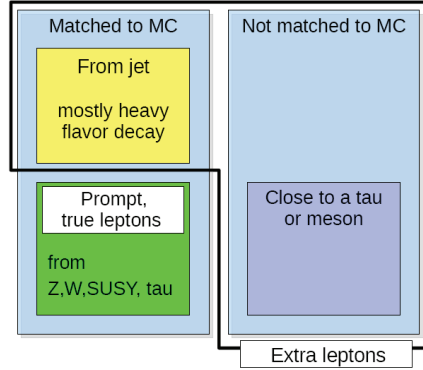 Matched to MC
Not matched to MC
From jet
mostly heavy
flavor decay
Prompt,
true leptons
from
Z,W,SUSY, tau
Close to a tau
or meson
Extra leptons